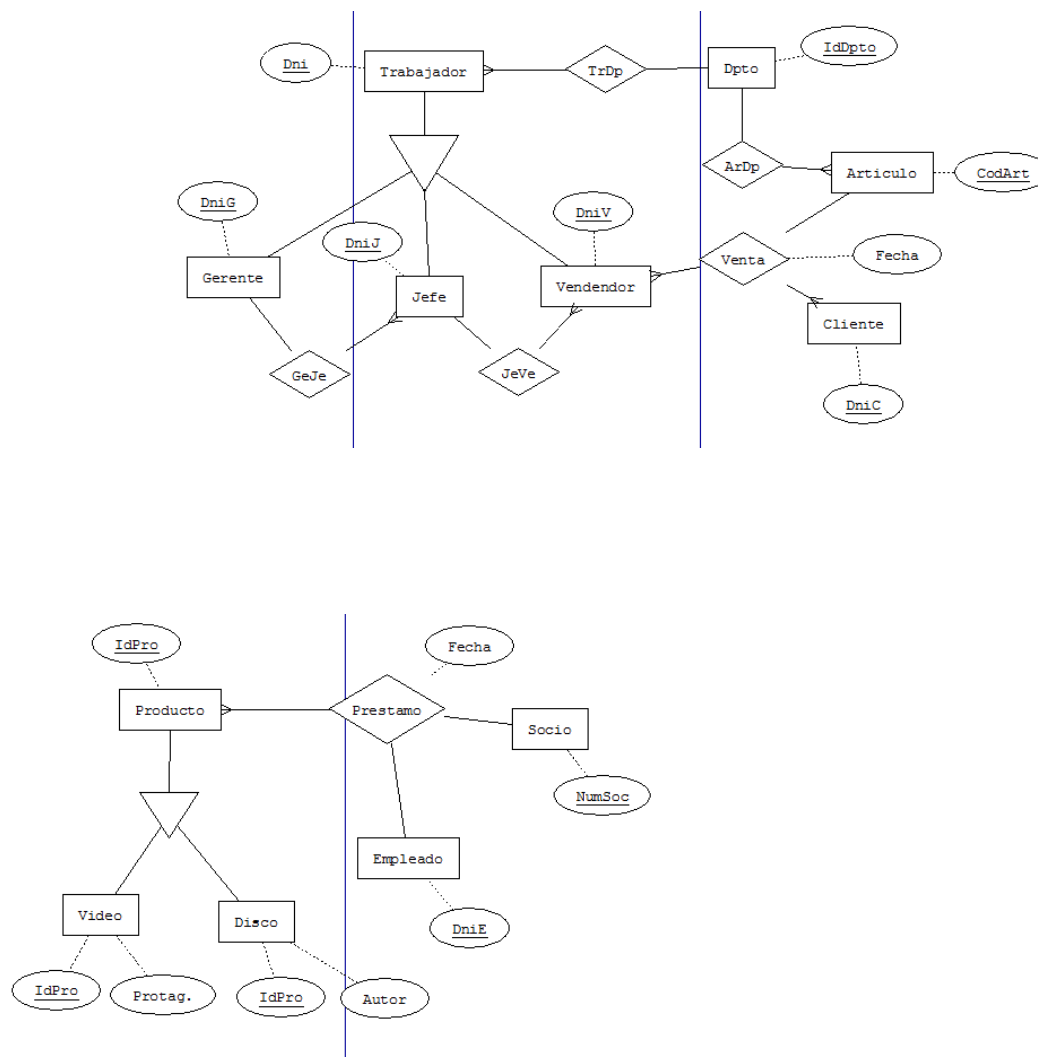 Dni
Trabajador
TrDp
Dpto
IdDpto
ArDp
Articulo
CodArt
DniG
DniJ
DniV
Gerente
Jefe
Vendendor
Venta
Fecha
Cliente
GeJe
JeVe
DniC
IdPro
Fecha
Producto
Prestamo
Socio
NumSoc
Empleado
Video
Disco
DniE
IdPro
Protag.
IdPro
Autor